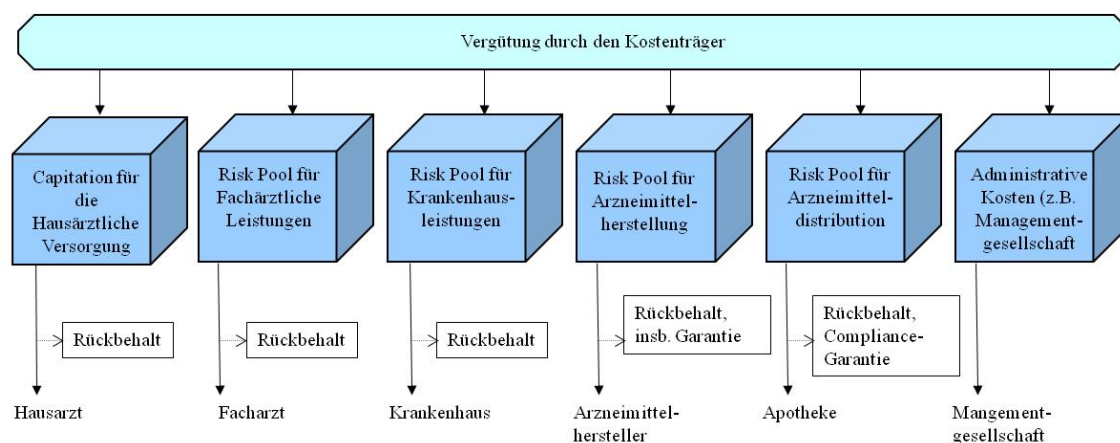 Vergütung durch den Kostenträger
Capitation für
die
Hausärztliche
Versorgung
Risk Pool für
Fachärztliche
Leistungen
Risk Pool für
Krankenhaus-
leistungen
Risk Pool für
Arzneimittel-
herstellung
Risk Pool für
Arzneimittel-
distribution
Administrative
Kosten (z.B.
Management-
gesellschaft
Rückbehalt
Rückbehalt
Rückbehalt
Rückbehalt,
insb. Garantie
Rückbehalt,
Compliance-
Garantie
Hausarzt
Facharzt
Krankenhaus
Arzneimittel-
hersteller
Apotheke
Mangement-
gesellschaft